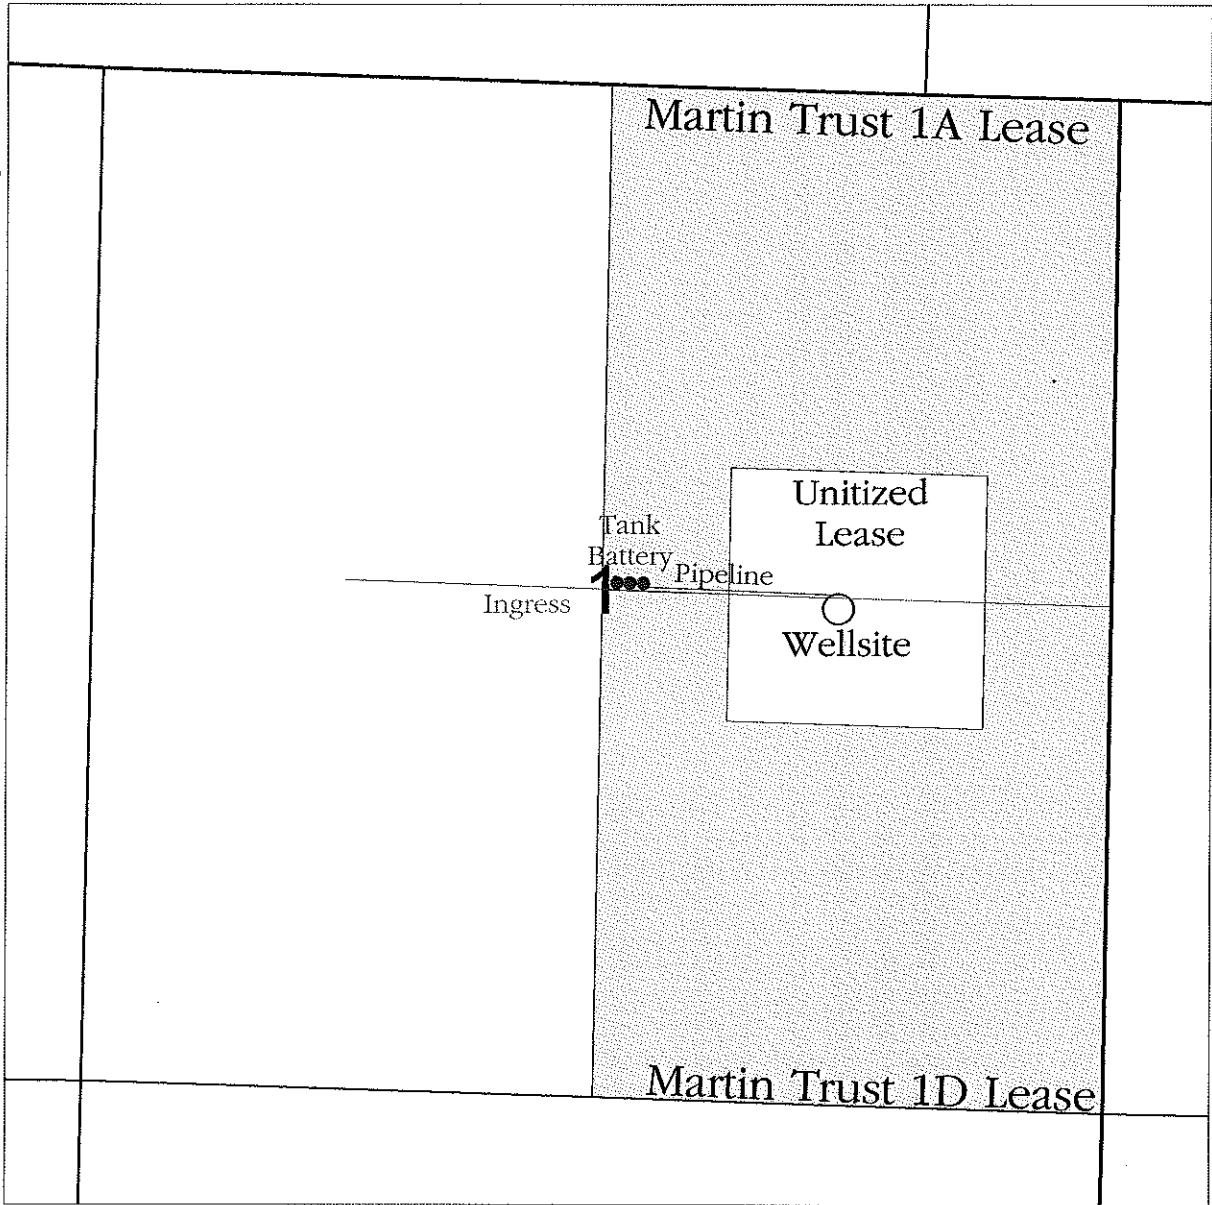 Martin Trust 1A Lease
Unitized
Lease
Tank
Battery
1
Pipeline
Ingress
Wellsite
Martin Trust 1D Lease